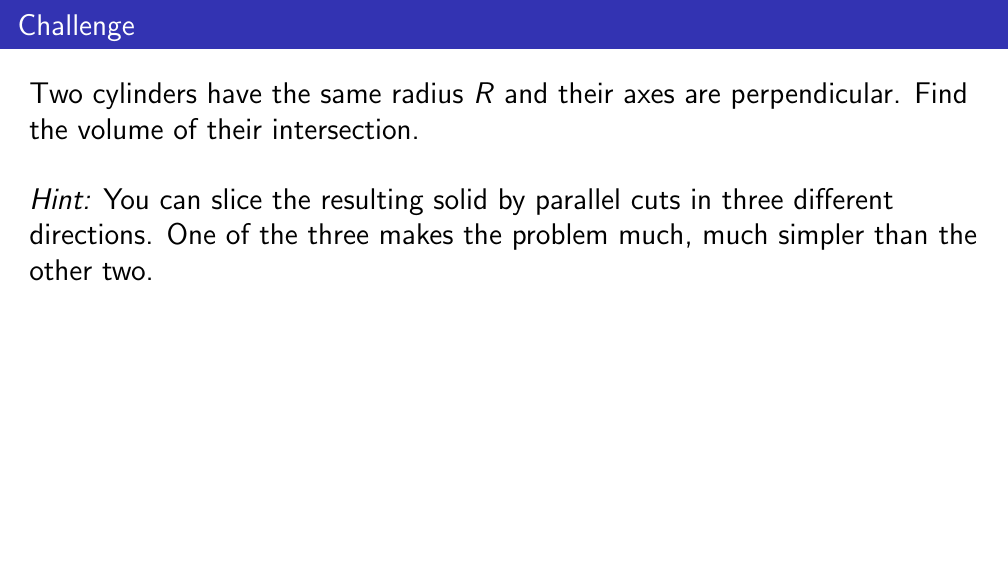 Challenge
Two cylinders have the same radius R and their axes are perpendicular. Find
the volume of their intersection.
Hint: You can slice the resulting solid by parallel cuts in three different
directions. One of the three makes the problem much, much simpler than the
other two.